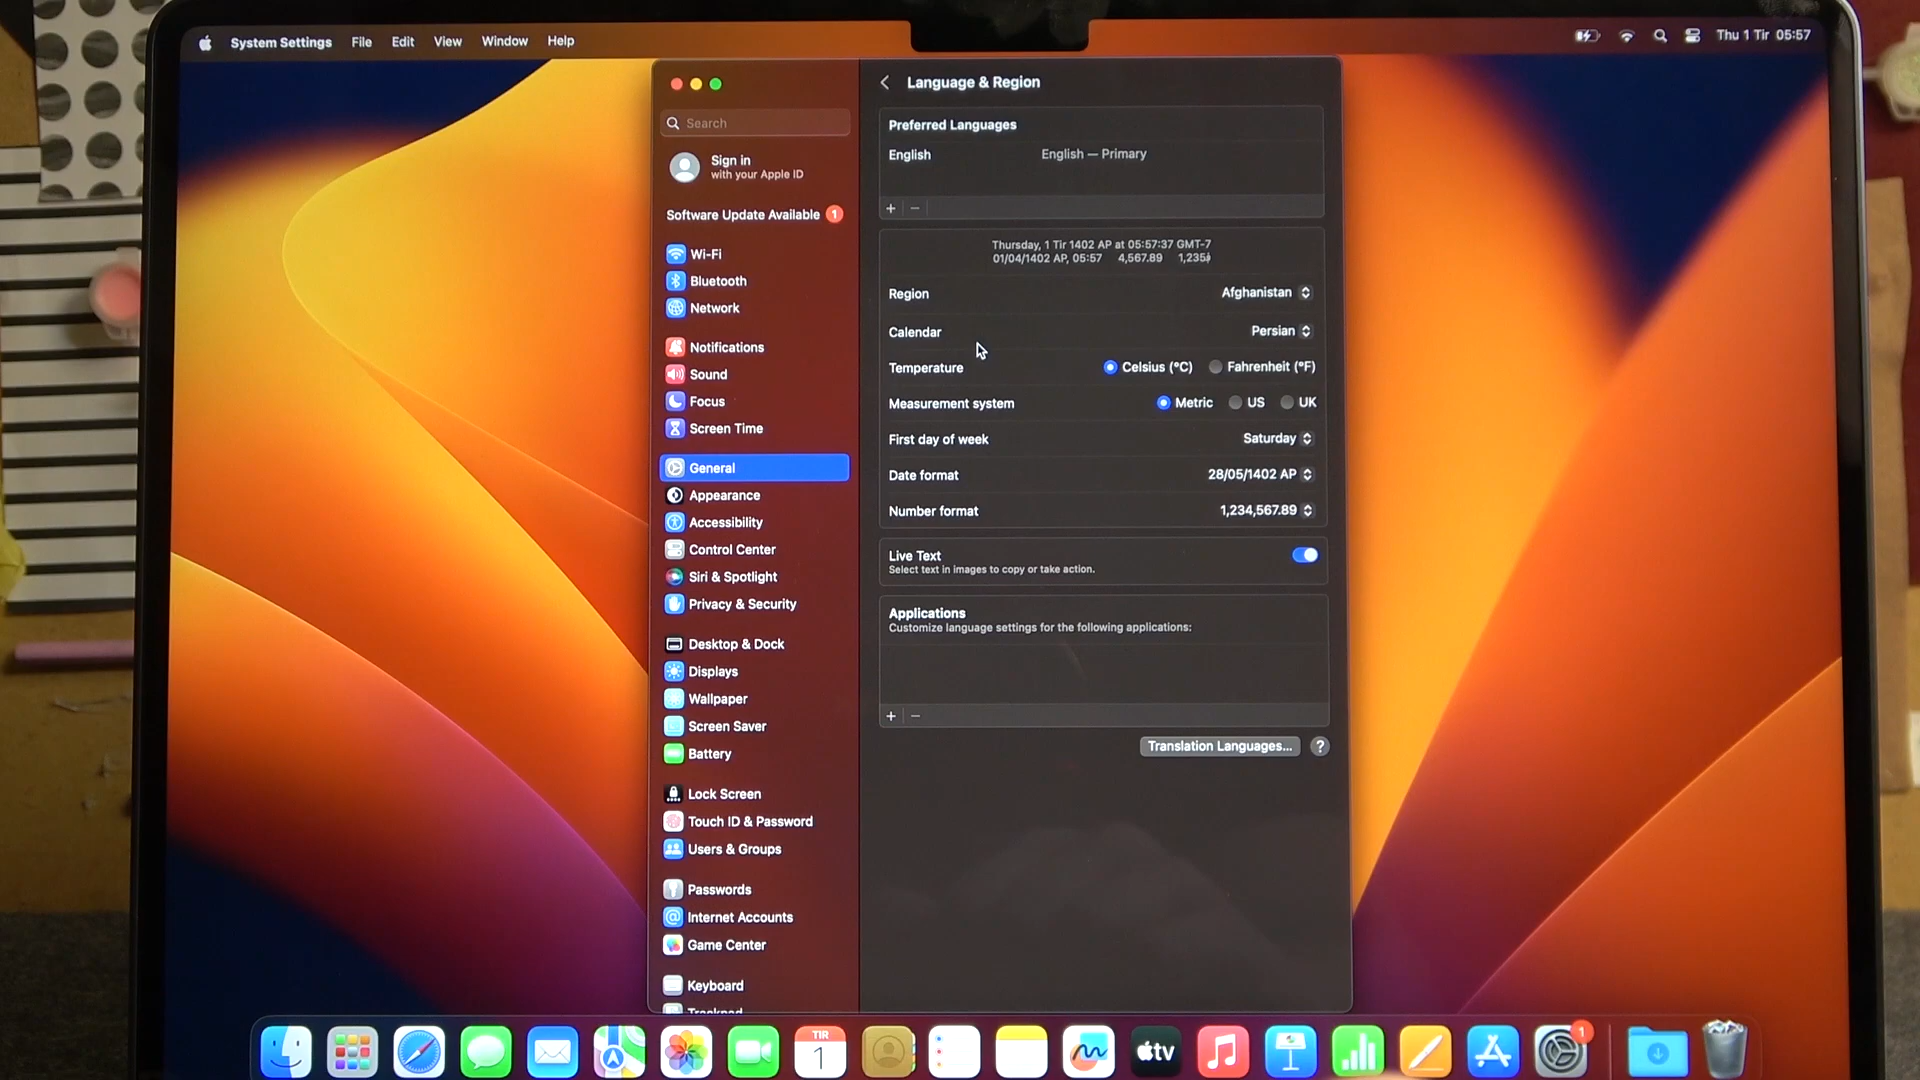 System Settings File Edit View Window Help
Thu 1 Tir 05:57
Search
Sign in
with your Apple ID
Software Update Available 1
Wi-Fi
Bluetooth
Network
Notifications
Sound
Focus
Screen Time
General
Appearance
Accessibility
Control Center
Siri & Spotlight
Privacy & Security
Desktop & Dock
Displays
Wallpaper
Screen Saver
Battery
Lock Screen
Touch ID & Password
Users & Groups
Passwords
Internet Accounts
Game Center
Keyboard
Trackpad
Language & Region
Preferred Languages
English English — Primary
+ −
Thursday, 1 Tir 1402 AP at 05:57:37 GMT-7
01/04/1402 AP, 05:57 4,567.89 1,235؋
Region Afghanistan
Calendar Persian
Temperature Celsius (°C) Fahrenheit (°F)
Measurement system Metric US UK
First day of week Saturday
Date format 28/05/1402 AP
Number format 1,234,567.89
Live Text
Select text in images to copy or take action.
Applications
Customize language settings for the following applications:
+ −
Translation Languages... ?
TIR
1
tv
1